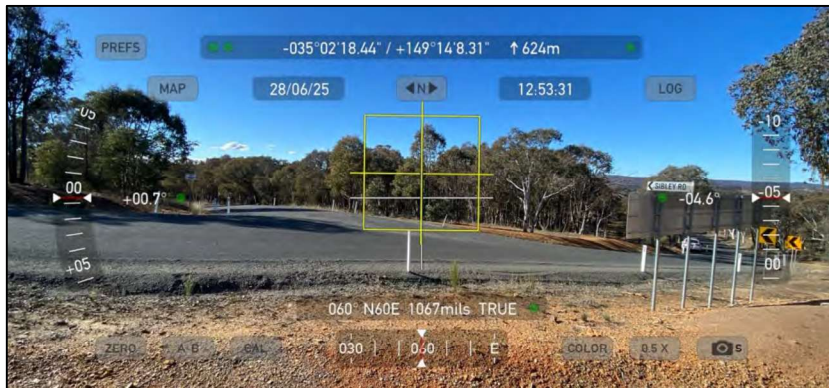 PREFS
-035°02'18.44" / +149°14'8.31" ↑624m
MAP
28/06/25
◀N▶
12:53:31
LOG
-05
-10
00
+00.7°
SIBLEY RD
-4.6°
-05
+05
00
060° N60E 1067mils TRUE
ZERO
A-B
CAL
030
060
E
COLOR
0.5 X
S